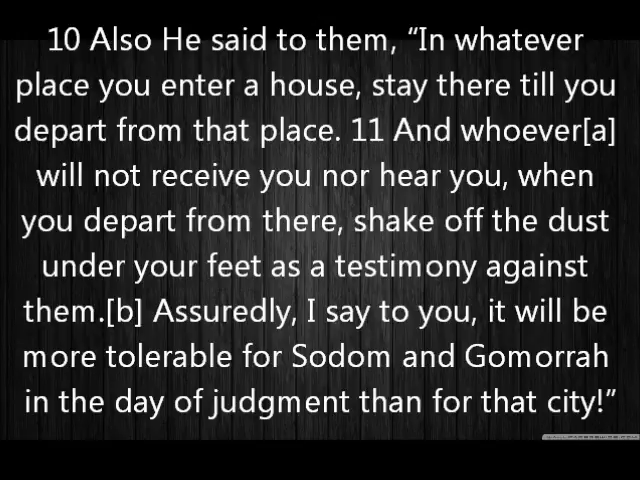 10 Also He said to them, “In whatever
place you enter a house, stay there till you
depart from that place. 11 And whoever[a]
will not receive you nor hear you, when
you depart from there, shake off the dust
under your feet as a testimony against
them.[b] Assuredly, I say to you, it will be
more tolerable for Sodom and Gomorrah
in the day of judgment than for that city!”